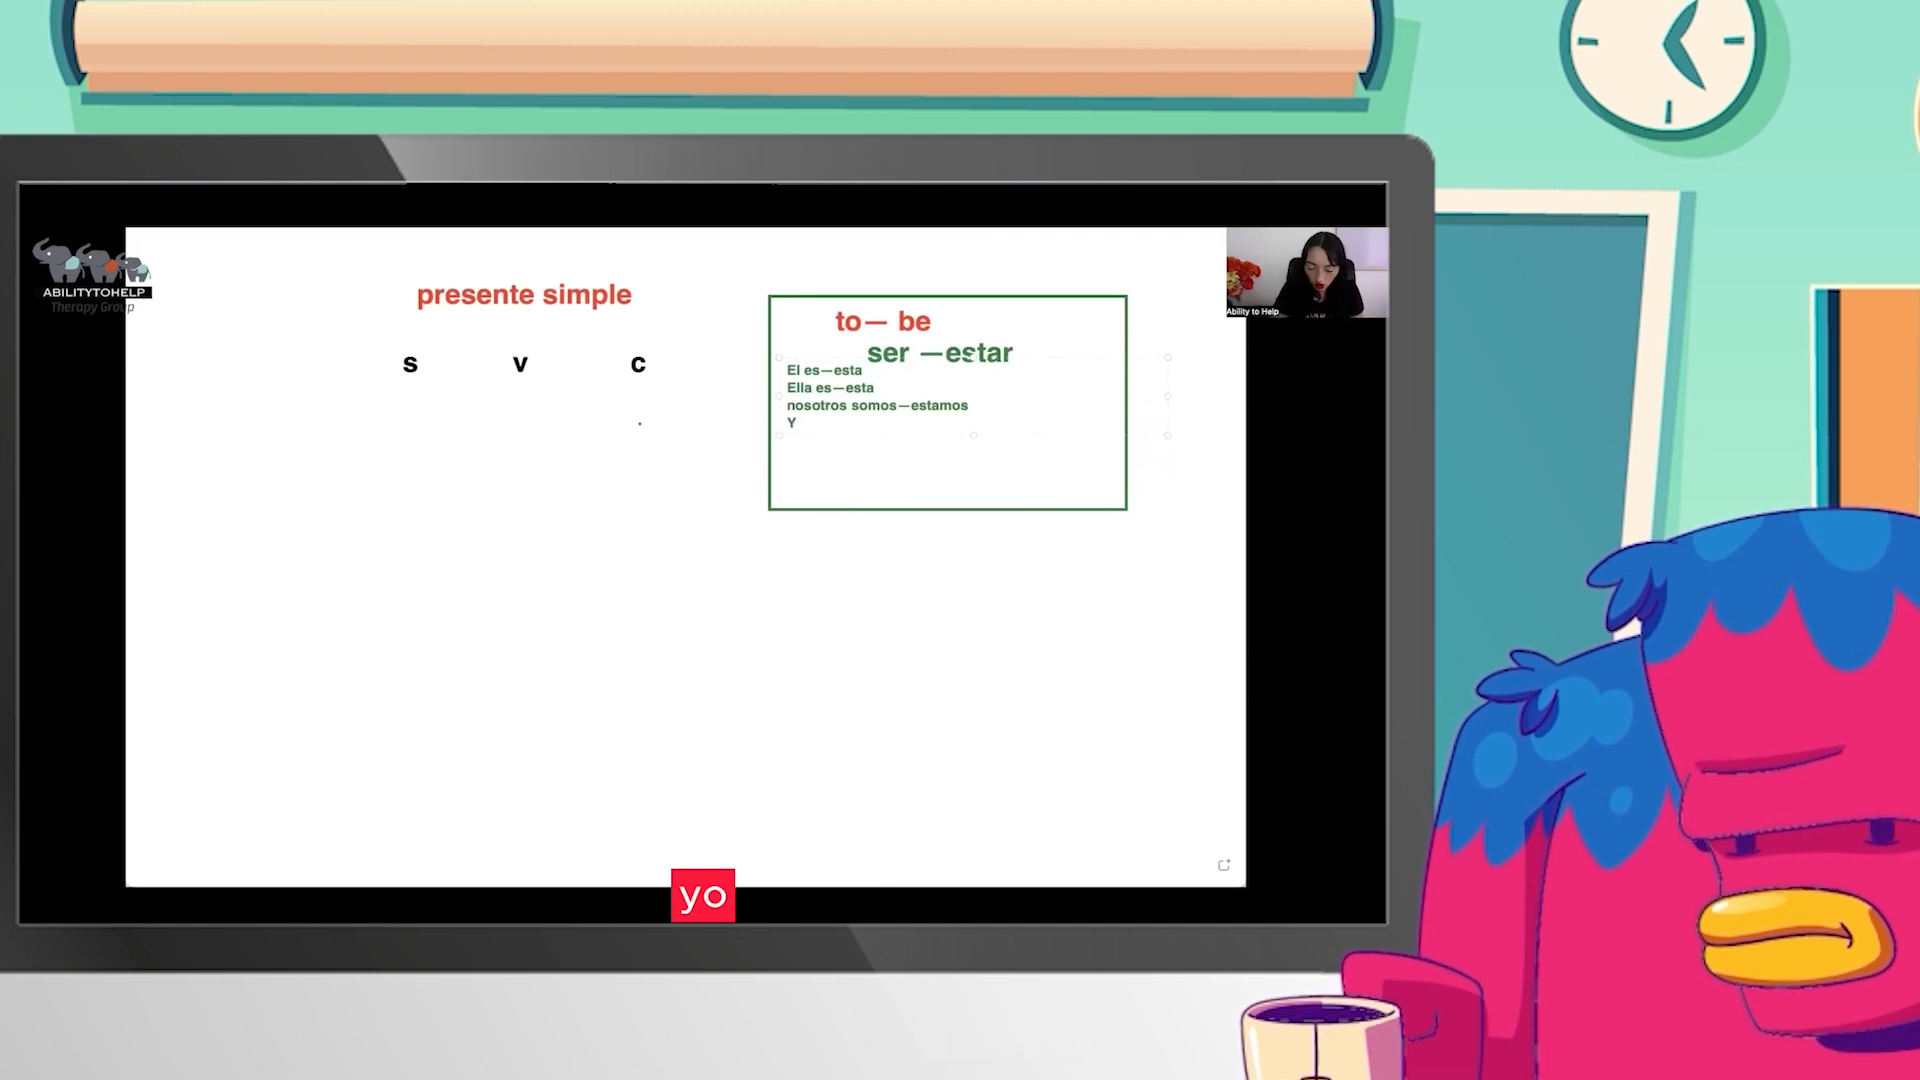 ABILITYTOHELP
Therapy Group
presente simple
s v c
to— be
ser —estar
El es—esta
Ella es—esta
nosotros somos—estamos
Y
Ability to Help
yo